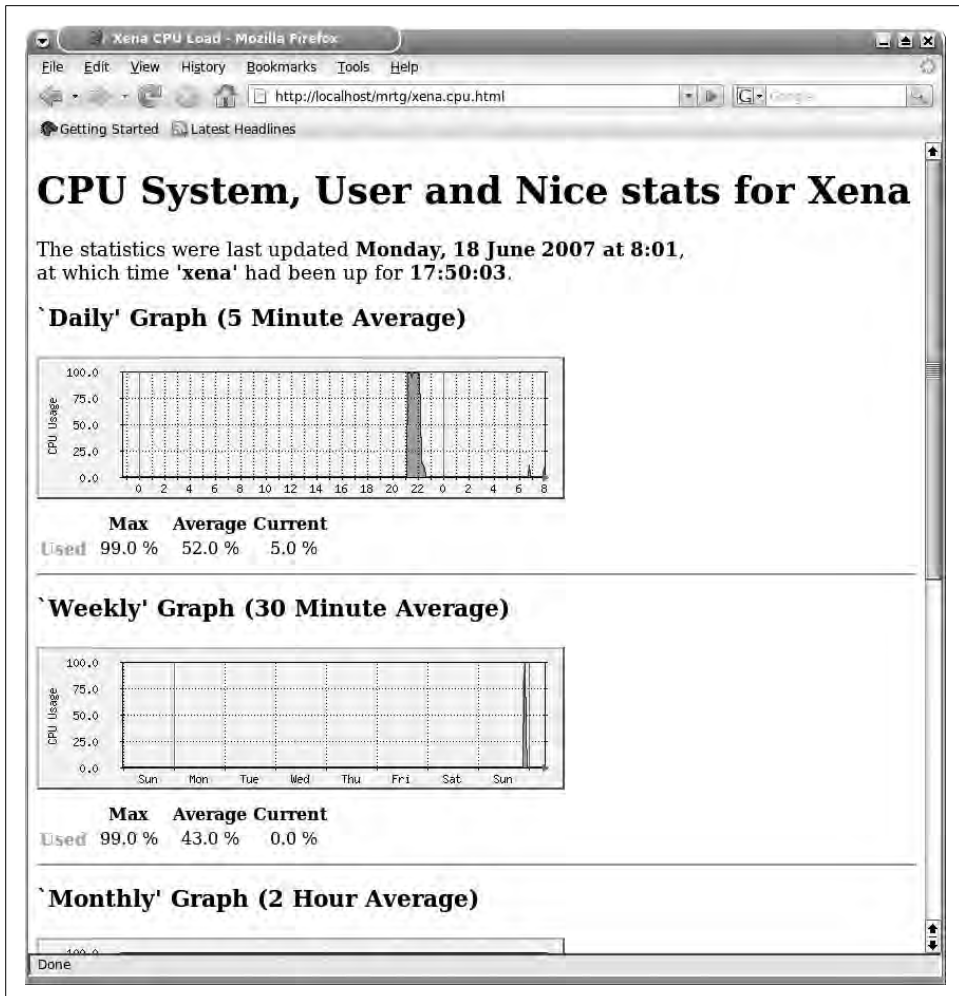 Xena CPU Load - Mozilla Firefox
File Edit View History Bookmarks Tools Help
http://localhost/mrtg/xena.cpu.html G Google
Getting Started Latest Headlines
CPU System, User and Nice stats for Xena
The statistics were last updated Monday, 18 June 2007 at 8:01,
at which time 'xena' had been up for 17:50:03.
`Daily' Graph (5 Minute Average)
CPU Usage
100.0
75.0
50.0
25.0
0.0
0 2 4 6 8 10 12 14 16 18 20 22 0 2 4 6 8
Max Average Current
Used 99.0 % 52.0 % 5.0 %
`Weekly' Graph (30 Minute Average)
CPU Usage
100.0
75.0
50.0
25.0
0.0
Sun Mon Tue Wed Thu Fri Sat Sun
Max Average Current
Used 99.0 % 43.0 % 0.0 %
`Monthly' Graph (2 Hour Average)
100.0
Done